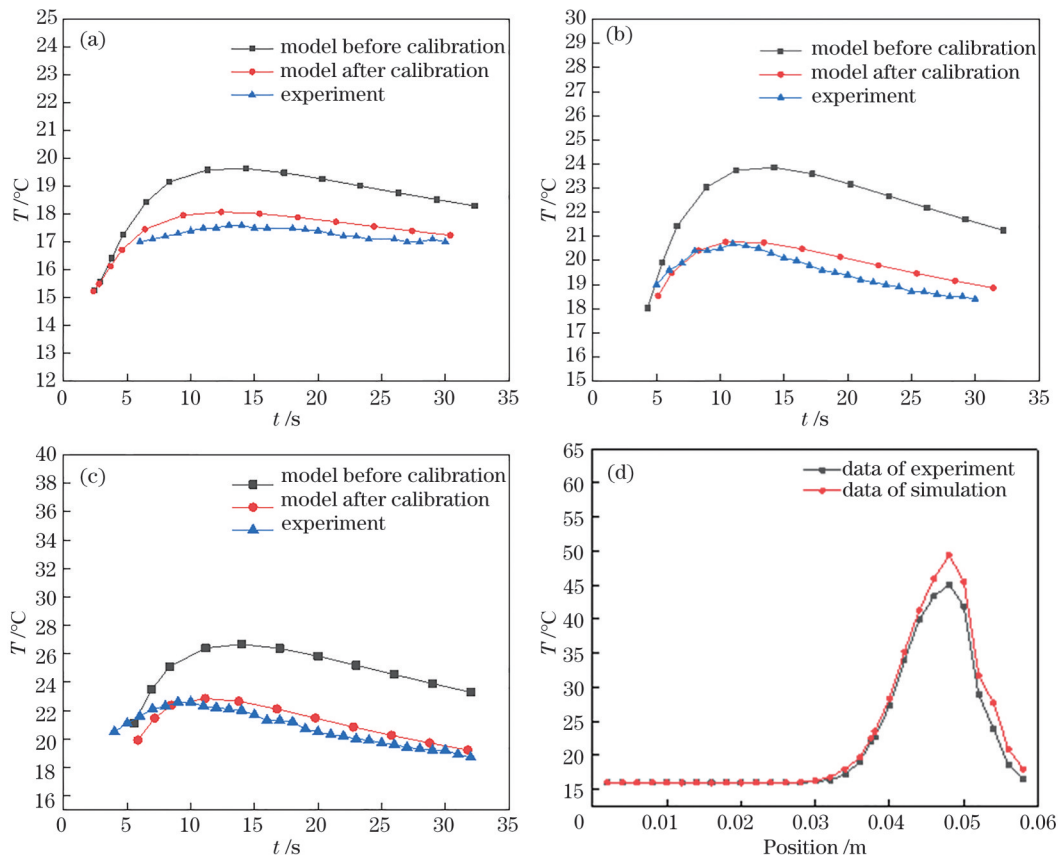 (a)
model before calibration
model after calibration
experiment
T /°C
25
24
23
22
21
20
19
18
17
16
15
14
13
12
0 5 10 15 20 25 30 35
t /s
(b)
model before calibration
model after calibration
experiment
T /°C
30
29
28
27
26
25
24
23
22
21
20
19
18
17
16
15
0 5 10 15 20 25 30 35
t /s
(c)
model before calibration
model after calibration
experiment
T /°C
40
38
36
34
32
30
28
26
24
22
20
18
16
0 5 10 15 20 25 30 35
t /s
(d)
data of experiment
data of simulation
T /°C
65
55
50
45
40
35
30
25
20
15
0 0.01 0.02 0.03 0.04 0.05 0.06
Position /m